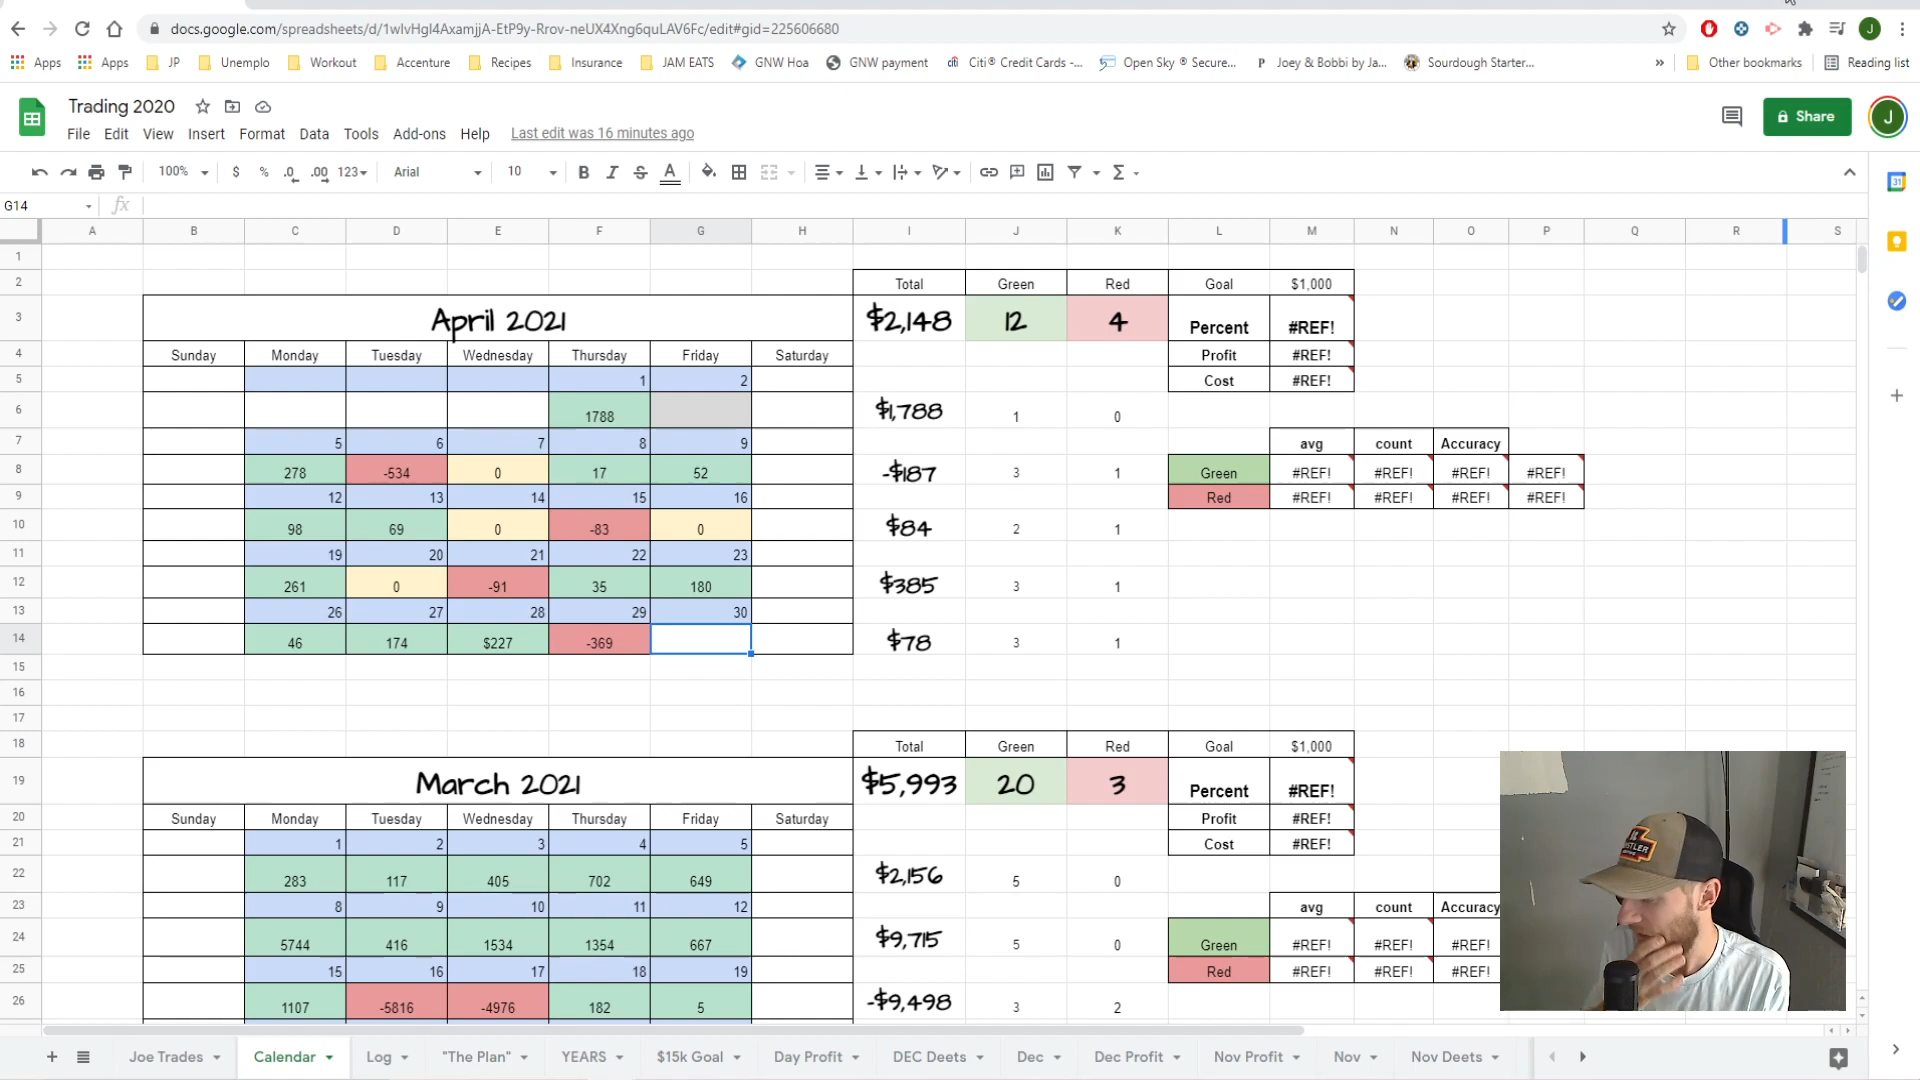 docs.google.com/spreadsheets/d/1wIvHgI4AxamjjA-EtP9y-Rrov-neUX4Xng6quLAV6Fc/edit#gid=225606680
Apps Apps JP Unemplo Workout Accenture Recipes Insurance JAM EATS GNW Hoa GNW payment Citi® Credit Cards -... Open Sky ® Secure... Joey & Bobbi by Ja... Sourdough Starter... » Other bookmarks Reading list
Trading 2020
File Edit View Insert Format Data Tools Add-ons Help Last edit was 16 minutes ago
Share J
100% $ % .0 .00 123 Arial 10 B I S A
G14 fx
A B C D E F G H I J K L M N O P Q R S
1
2 Total Green Red Goal $1,000
3 April 2021 $2,148 12 4 Percent #REF!
4 Sunday Monday Tuesday Wednesday Thursday Friday Saturday Profit #REF!
5 1 2 Cost #REF!
6 1788 $1,788 1 0
7 5 6 7 8 9 avg count Accuracy
8 278 -534 0 17 52 -$187 3 1 Green #REF! #REF! #REF! #REF!
9 12 13 14 15 16 Red #REF! #REF! #REF! #REF!
10 98 69 0 -83 0 $84 2 1
11 19 20 21 22 23
12 261 0 -91 35 180 $385 3 1
13 26 27 28 29 30
14 46 174 $227 -369 $78 3 1
15
16
17
18 Total Green Red Goal $1,000
19 March 2021 $5,993 20 3 Percent #REF!
20 Sunday Monday Tuesday Wednesday Thursday Friday Saturday Profit #REF!
21 1 2 3 4 5 Cost #REF!
22 283 117 405 702 649 $2,156 5 0
23 8 9 10 11 12 avg count Accuracy
24 5744 416 1534 1354 667 $9,715 5 0 Green #REF! #REF! #REF!
25 15 16 17 18 19 Red #REF! #REF! #REF!
26 1107 -5816 -4976 182 5 -$9,498 3 2
Joe Trades Calendar Log "The Plan" YEARS $15k Goal Day Profit DEC Deets Dec Dec Profit Nov Profit Nov Nov Deets